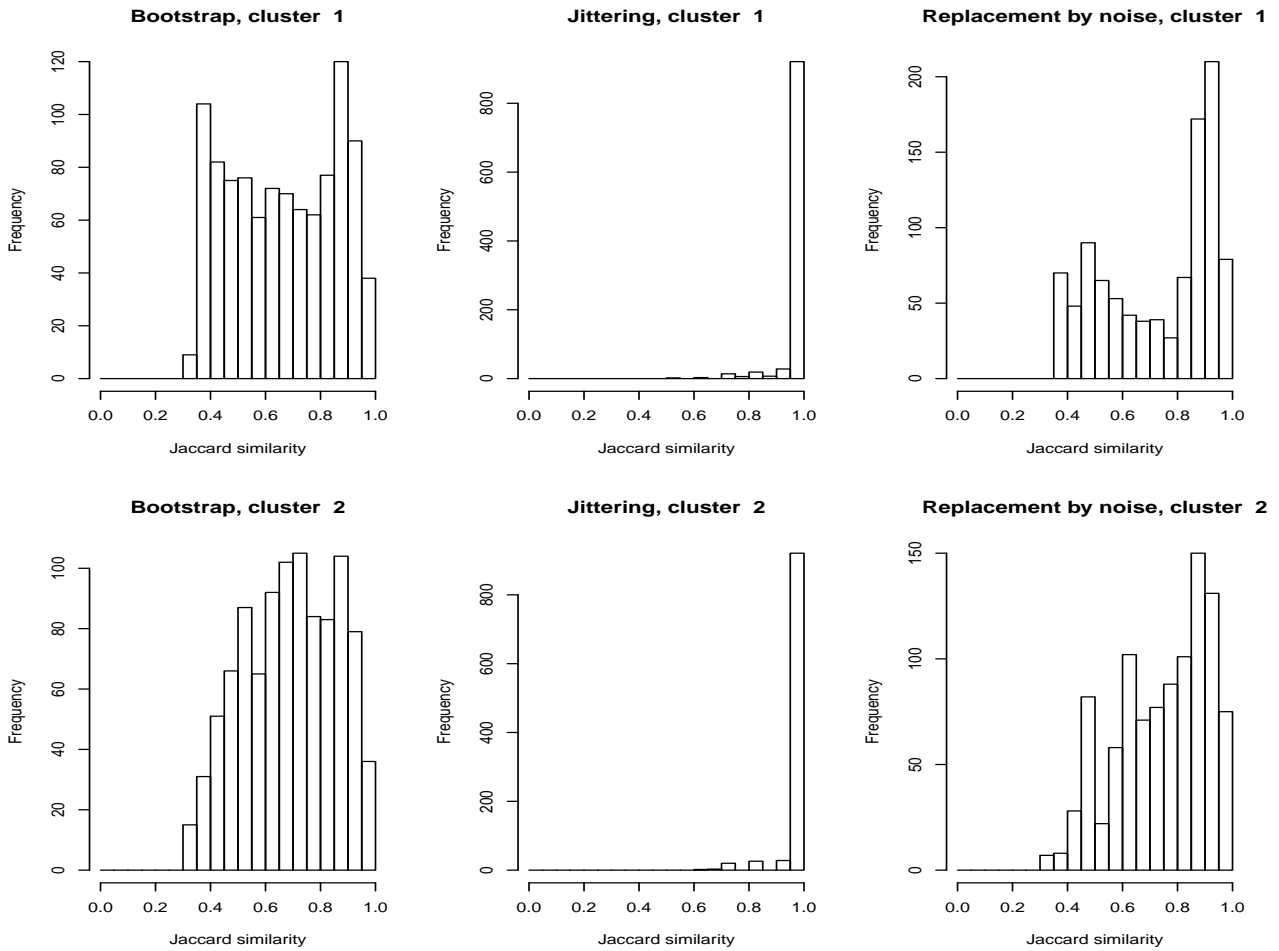 Bootstrap, cluster 1
Frequency
0 20 40 60 80 100 120
0.0 0.2 0.4 0.6 0.8 1.0
Jaccard similarity
Jittering, cluster 1
Frequency
0 200 400 600 800
0.0 0.2 0.4 0.6 0.8 1.0
Jaccard similarity
Replacement by noise, cluster 1
Frequency
0 50 100 150 200
0.0 0.2 0.4 0.6 0.8 1.0
Jaccard similarity
Bootstrap, cluster 2
Frequency
0 20 40 60 80 100
0.0 0.2 0.4 0.6 0.8 1.0
Jaccard similarity
Jittering, cluster 2
Frequency
0 200 400 600 800
0.0 0.2 0.4 0.6 0.8 1.0
Jaccard similarity
Replacement by noise, cluster 2
Frequency
0 50 100 150
0.0 0.2 0.4 0.6 0.8 1.0
Jaccard similarity